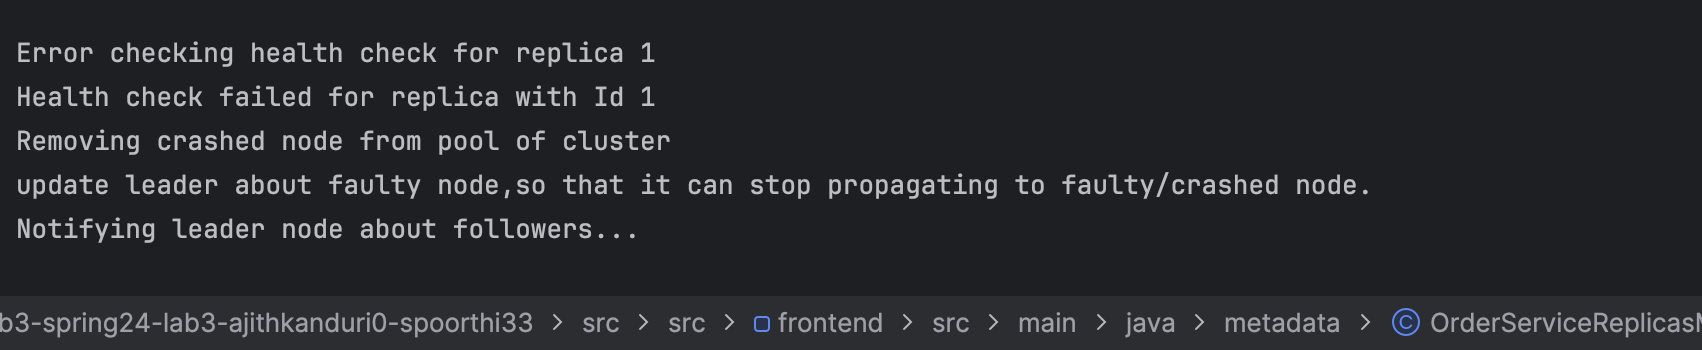 Error checking health check for replica 1
Health check failed for replica with Id 1
Removing crashed node from pool of cluster
update leader about faulty node,so that it can stop propagating to faulty/crashed node.
Notifying leader node about followers...
b3-spring24-lab3-ajithkanduri0-spoorthi33 > src > src > frontend > src > main > java > metadata > © OrderServiceReplicasM